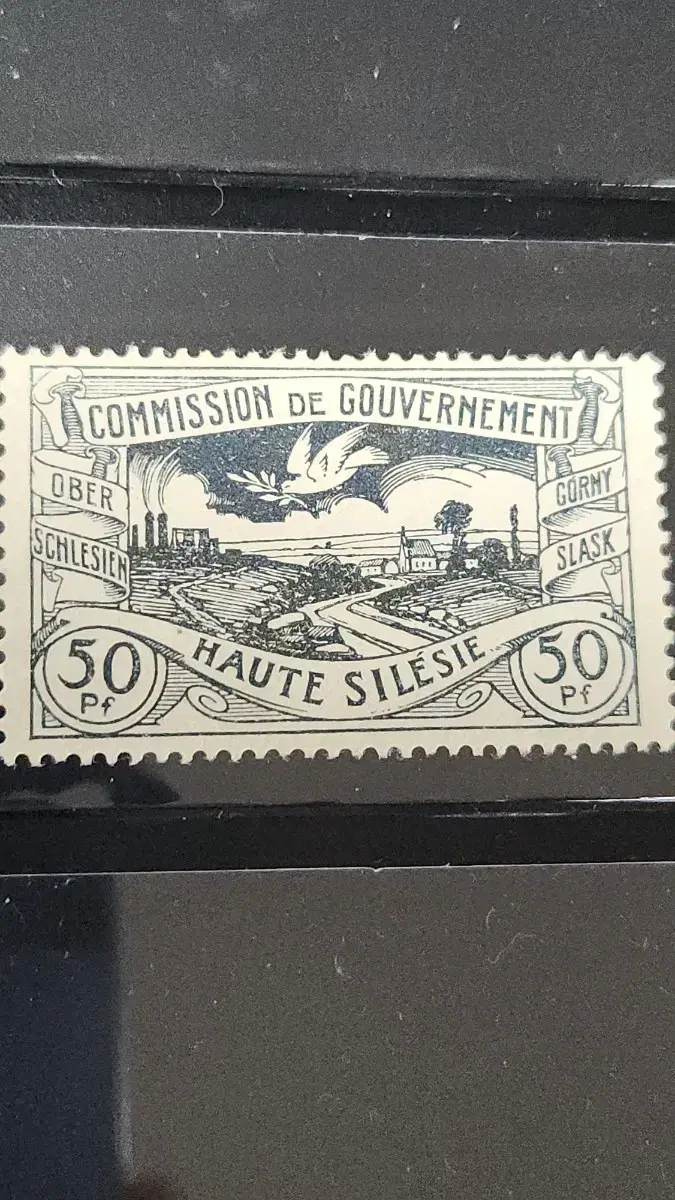 COMMISSION DE GOUVERNEMENT
OBER
SCHLESIEN
GORNY
SLASK
HAUTE SILÉSIE
50
Pf
50
Pf